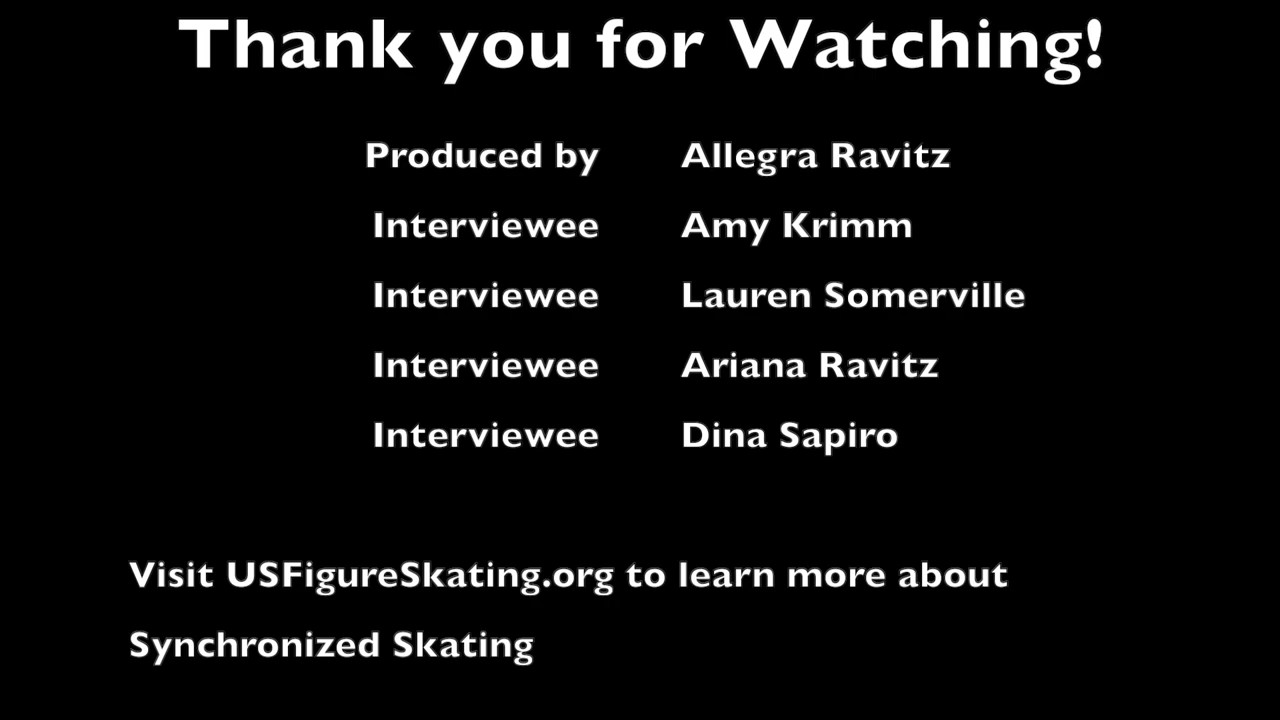 Thank you for Watching!
Produced by Allegra Ravitz
Interviewee Amy Krimm
Interviewee Lauren Somerville
Interviewee Ariana Ravitz
Interviewee Dina Sapiro
Visit USFigureSkating.org to learn more about
Synchronized Skating